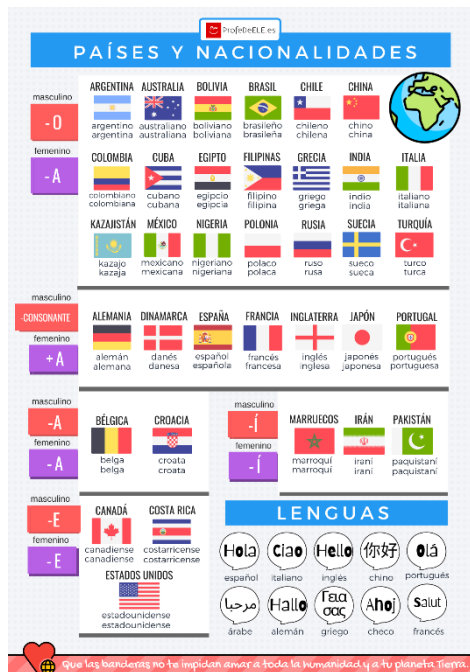 ProfeDeELE.es
PAÍSES Y NACIONALIDADES
masculino
-O
femenino
-A
ARGENTINA AUSTRALIA BOLIVIA BRASIL CHILE CHINA
argentino australiano boliviano brasileño chileno chino
argentina australiana boliviana brasileña chilena china
COLOMBIA CUBA EGIPTO FILIPINAS GRECIA INDIA ITALIA
colombiano cubano egipcio filipino griego indio italiano
colombiana cubana egipcia filipina griega india italiana
KAZAJISTÁN MÉXICO NIGERIA POLONIA RUSIA SUECIA TURQUÍA
kazajo mexicano nigeriano polaco ruso sueco turco
kazaja mexicana nigeriana polaca rusa sueca turca
masculino
-CONSONANTE
femenino
+A
ALEMANIA DINAMARCA ESPAÑA FRANCIA INGLATERRA JAPÓN PORTUGAL
alemán danés español francés inglés japonés portugués
alemana danesa española francesa inglesa japonesa portuguesa
masculino
-A
femenino
-A
BÉLGICA CROACIA
belga croata
belga croata
masculino
-Í
femenino
-Í
MARRUECOS IRÁN PAKISTÁN
marroquí iraní paquistaní
marroquí iraní paquistaní
masculino
-E
femenino
-E
CANADÁ COSTA RICA
canadiense costarricense
canadiense costarricense
ESTADOS UNIDOS
estadounidense
estadounidense
LENGUAS
Hola Ciao Hello 你好 Olá
español italiano inglés chino portugués
مرحبا Hallo Γεια σας Ahoj Salut
árabe alemán griego checo francés
Que las banderas no te impidan amar a toda la humanidad y a tu planeta Tierra.